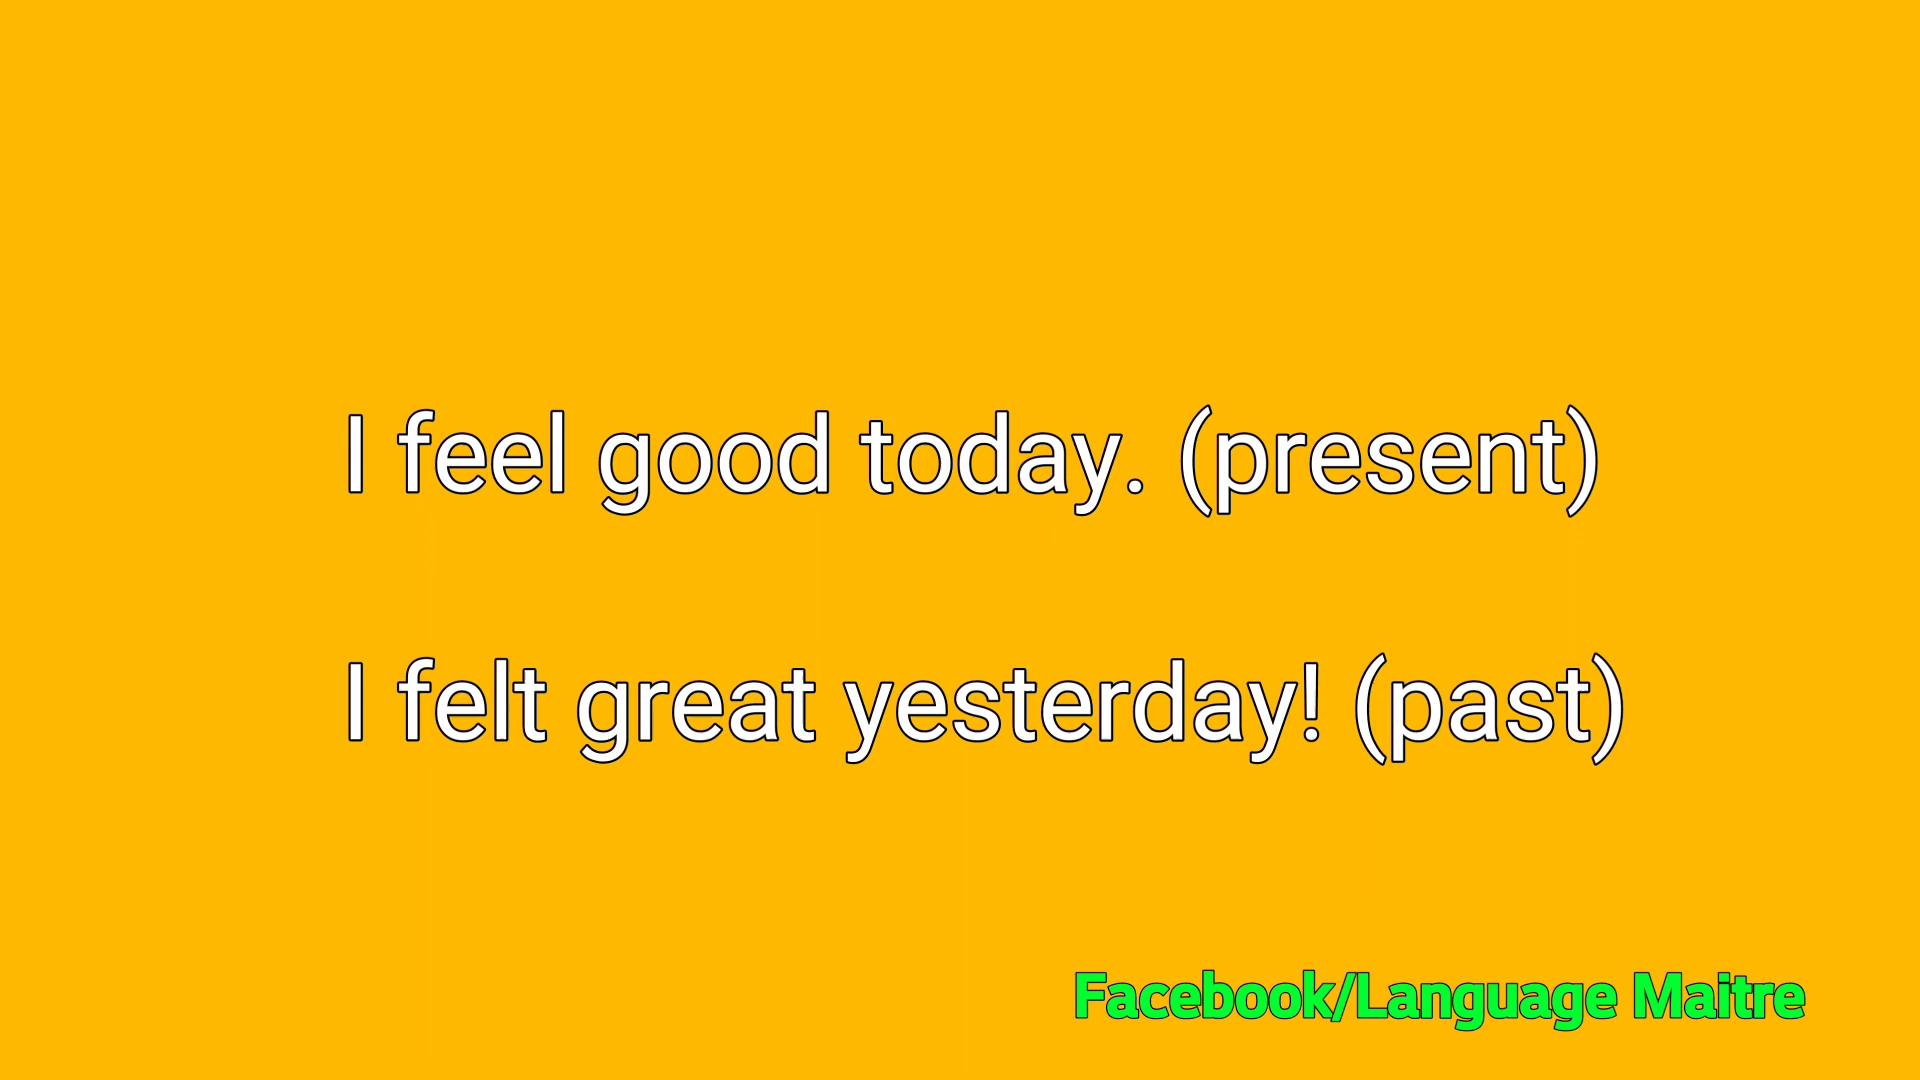 I feel good today. (present)
I felt great yesterday! (past)
Facebook/Language Maitre